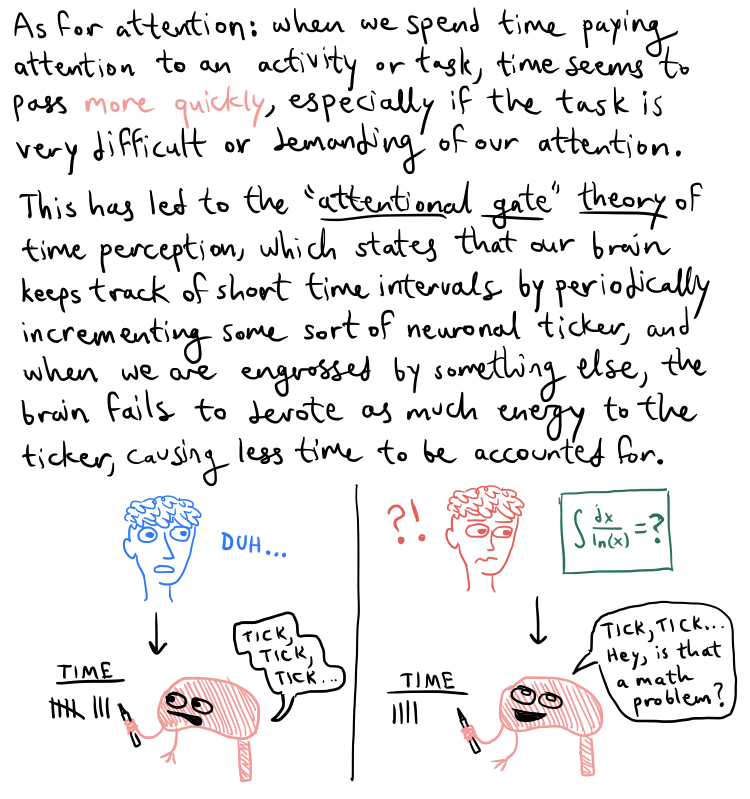 As for attention: when we spend time paying
attention to an activity or task, time seems to
pass more quickly, especially if the task is
very difficult or demanding of our attention.
This has led to the "attentional gate" theory of
time perception, which states that our brain
keeps track of short time intervals by periodically
incrementing some sort of neuronal ticker, and
when we are engrossed by something else, the
brain fails to devote as much energy to the
ticker, causing less time to be accounted for.
DUH...
TICK,
TICK,
TICK...
TIME
?!
∫ dx/ln(x) = ?
TICK, TICK...
Hey, is that
a math
problem?
TIME